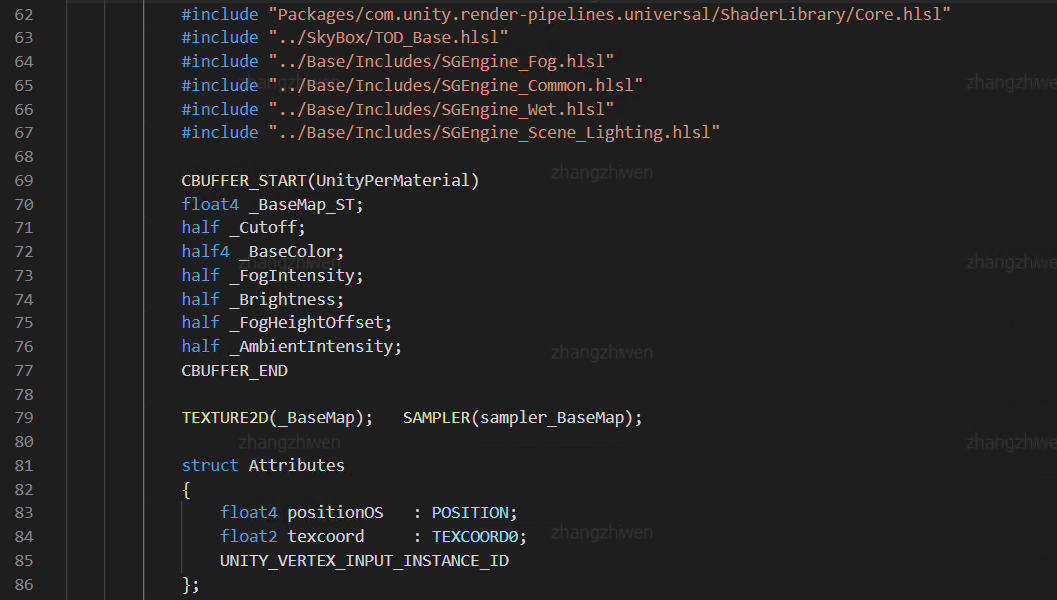 62 #include "Packages/com.unity.render-pipelines.universal/ShaderLibrary/Core.hlsl"
63 #include "../SkyBox/TOD_Base.hlsl"
64 #include "../Base/Includes/SGEngine_Fog.hlsl"
65 #include "../Base/Includes/SGEngine_Common.hlsl"
66 #include "../Base/Includes/SGEngine_Wet.hlsl"
67 #include "../Base/Includes/SGEngine_Scene_Lighting.hlsl"
68
69 CBUFFER_START(UnityPerMaterial)
70 float4 _BaseMap_ST;
71 half _Cutoff;
72 half4 _BaseColor;
73 half _FogIntensity;
74 half _Brightness;
75 half _FogHeightOffset;
76 half _AmbientIntensity;
77 CBUFFER_END
78
79 TEXTURE2D(_BaseMap);   SAMPLER(sampler_BaseMap);
80
81 struct Attributes
82 {
83     float4 positionOS   : POSITION;
84     float2 texcoord     : TEXCOORD0;
85     UNITY_VERTEX_INPUT_INSTANCE_ID
86 };
zhangzhiwen
zhangzhiwen
zhangzhiwen
zhangzhiwen
zhangzhiwen
zhangzhiwen